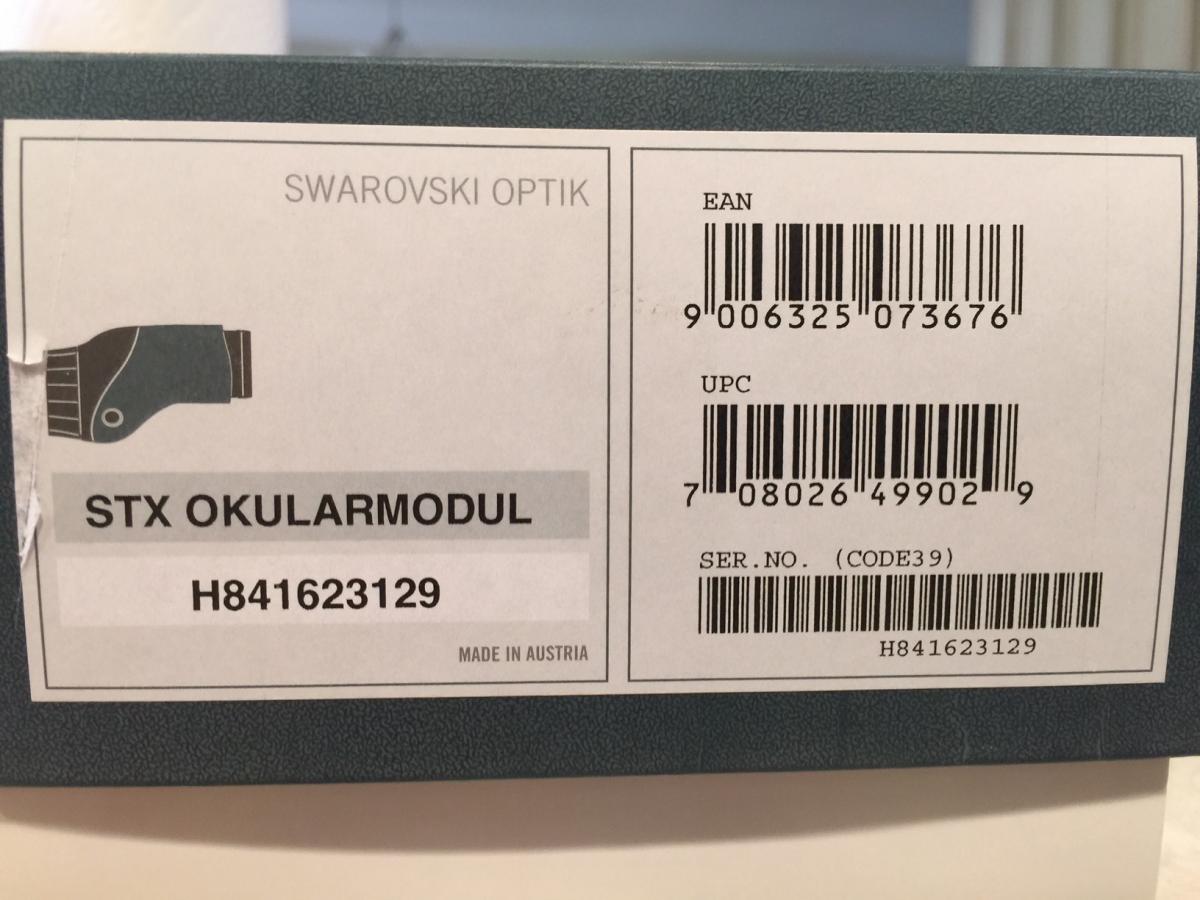 SWAROVSKI OPTIK
STX OKULARMODUL
H841623129
MADE IN AUSTRIA
EAN
9 006325 073676
UPC
7 08026 49902 9
SER.NO. (CODE39)
H841623129